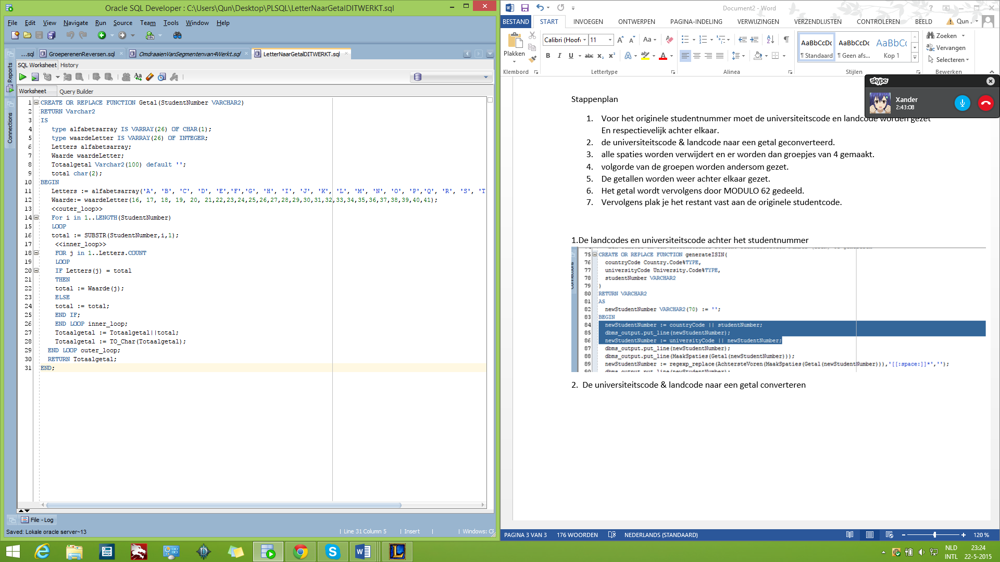 Oracle SQL Developer : C:\Users\Qun\Desktop\PLSQL\LetterNaarGetalDITWERKT.sql
File Edit View Navigate Run Source Team Tools Window Help
...sql GroeperenenReversen.sql OmdraaienVanSegmentenvan4Werkt.sql LetterNaarGetalDITWERKT.sql
SQL Worksheet History
Worksheet Query Builder
Reports
Connections
1 CREATE OR REPLACE FUNCTION Getal(StudentNumber VARCHAR2)
2 RETURN Varchar2
3 IS
4 type alfabetsarray IS VARRAY(26) OF CHAR(1);
5 type waardeLetter IS VARRAY(26) OF INTEGER;
6 Letters alfabetsarray;
7 Waarde waardeLetter;
8 Totaalgetal Varchar2(100) default '';
9 total char(2);
10 BEGIN
11 Letters := alfabetsarray('A', 'B', 'C', 'D', 'E','F','G', 'H', 'I', 'J', 'K', 'L', 'M', 'N', 'O', 'P','Q', 'R', 'S', 'T
12 Waarde:= waardeLetter(16, 17, 18, 19, 20, 21,22,23,24,25,26,27,28,29,30,31,32,33,34,35,36,37,38,39,40,41);
13 <<outer_loop>>
14 For i in 1..LENGTH(StudentNumber)
15 LOOP
16 total := SUBSTR(StudentNumber,i,1);
17 <<inner_loop>>
18 FOR j in 1..Letters.COUNT
19 LOOP
20 IF Letters(j) = total
21 THEN
22 total := Waarde(j);
23 ELSE
24 total := total;
25 END IF;
26 END LOOP inner_loop;
27 Totaalgetal := Totaalgetal||total;
28 Totaalgetal := TO_Char(Totaalgetal);
29 END LOOP outer_loop;
30 RETURN Totaalgetal;
31 END;
File - Log
Saved: Lokale oracle server~13
Line 31 Column 5 Insert Windows: CF
Document2 - Word
BESTAND START INVOEGEN ONTWERPEN PAGINA-INDELING VERWIJZINGEN VERZENDLIJSTEN CONTROLEREN BEELD Qun .
Plakken
Calibri (Hoofd 11
AaBbCcDc AaBbCcDc AaBbCc
¶ Standaard ¶ Geen afs... Kop 1
Zoeken
Vervangen
Selecteren
Klembord Lettertype Alinea Stijlen Bewerken
skype
Xander
2:43:08
Stappenplan
1. Voor het originele studentnummer moet de universiteitscode en landcode worden gezet
En respectievelijk achter elkaar.
2. de universiteitscode & landcode naar een getal geconverteerd.
3. alle spaties worden verwijdert en er worden dan groepjes van 4 gemaakt.
4. volgorde van de groepen worden andersom gezet.
5. De getallen worden weer achter elkaar gezet.
6. Het getal wordt vervolgens door MODULO 62 gedeeld.
7. Vervolgens plak je het restant vast aan de originele studentcode.
1.De landcodes en universiteitscode achter het studentnummer
75 CREATE OR REPLACE FUNCTION generateISIN(
76 countryCode Country.Code%TYPE,
77 universityCode University.Code%TYPE,
78 studentNumber VARCHAR2
79 )
80 RETURN VARCHAR2
81 AS
82 newStudentNumber VARCHAR2(70) := '';
83 BEGIN
84 newStudentNumber := countryCode || studentNumber;
85 dbms_output.put_line(newStudentNumber);
86 newStudentNumber := universityCode || newStudentNumber;
87 dbms_output.put_line(newStudentNumber);
88 dbms_output.put_line(MaakSpaties(Getal(newStudentNumber)));
89 newStudentNumber := regexp_replace(AchtersteVoren(MaakSpaties(Getal(newStudentNumber))),'[[:space:]]*','');
90 dbms_output.put_line(newStudentNumber);
2. De universiteitscode & landcode naar een getal converteren
PAGINA 3 VAN 3 176 WOORDEN NEDERLANDS (STANDAARD) 120 %
NLD
INTL
23:24
22-5-2015